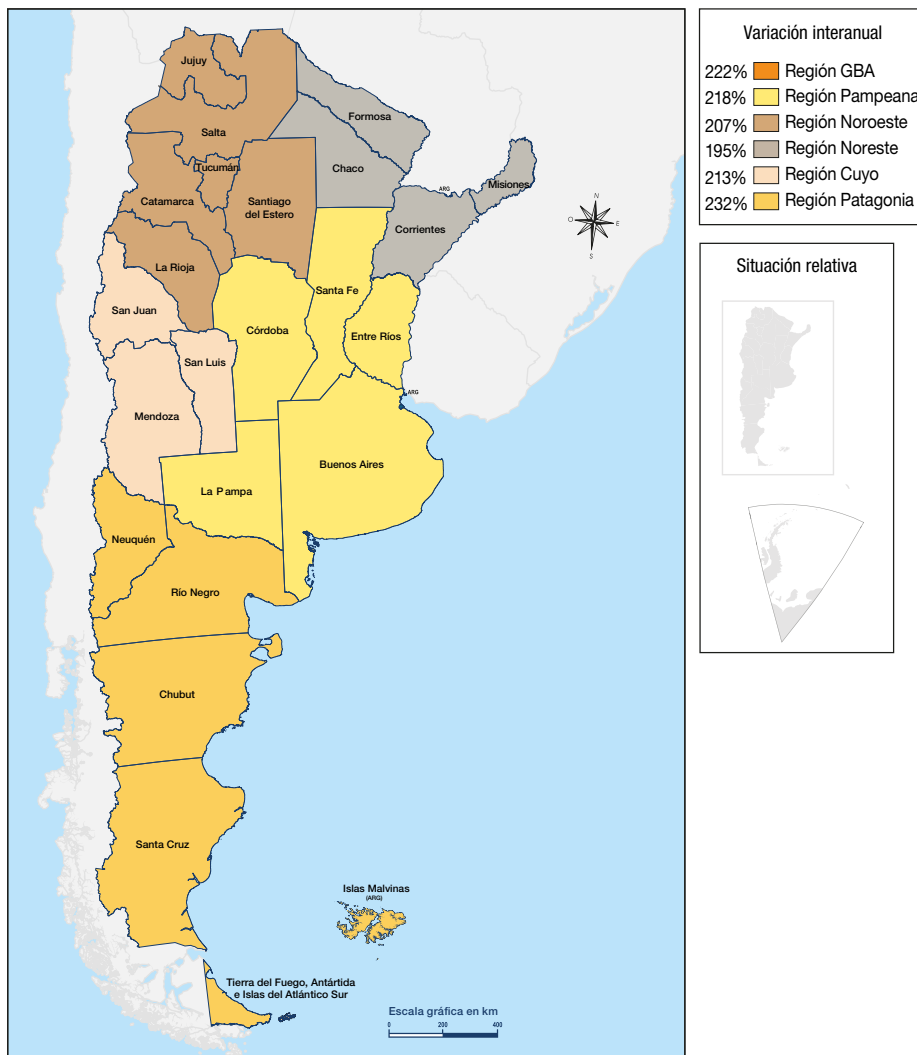 Jujuy
Formosa
Salta
Chaco
Tucumán
ARG
Misiones
Catamarca
Santiago
del Estero
Corrientes
N
O
E
S
La Rioja
Santa Fe
San Juan
Córdoba
Entre Ríos
San Luis
ARG
Mendoza
Buenos Aires
La Pampa
Neuquén
Río Negro
Chubut
Santa Cruz
Islas Malvinas
(ARG)
Tierra del Fuego, Antártida
e Islas del Atlántico Sur
Escala gráfica en km
0 200 400
Variación interanual
222% Región GBA
218% Región Pampeana
207% Región Noroeste
195% Región Noreste
213% Región Cuyo
232% Región Patagonia
Situación relativa